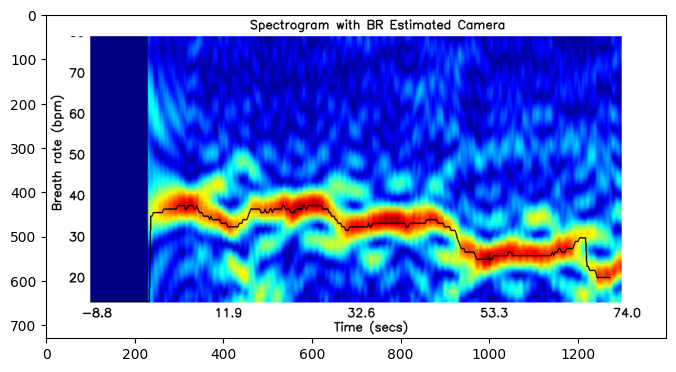 Spectrogram with BR Estimated Camera
0
100
200
300
400
500
600
700
70
60
50
40
30
20
Breath rate (bpm)
−8.8 11.9 32.6 53.3 74.0
Time (secs)
0 200 400 600 800 1000 1200